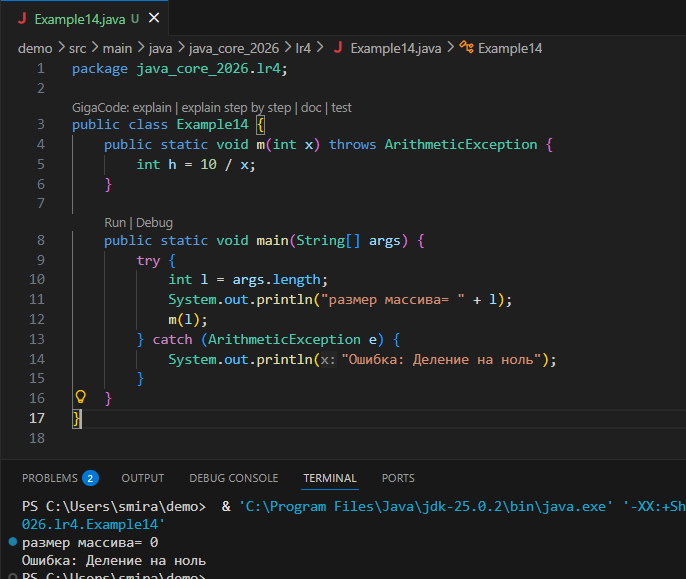 Example14.java U
demo > src > main > java > java_core_2026 > lr4 > Example14.java > Example14
1 package java_core_2026.lr4;
2
GigaCode: explain | explain step by step | doc | test
3 public class Example14 {
4 public static void m(int x) throws ArithmeticException {
5 int h = 10 / x;
6 }
7
Run | Debug
8 public static void main(String[] args) {
9 try {
10 int l = args.length;
11 System.out.println("размер массива= " + l);
12 m(l);
13 } catch (ArithmeticException e) {
14 System.out.println(x: "Ошибка: Деление на ноль");
15 }
16 }
17 }
18
PROBLEMS 2 OUTPUT DEBUG CONSOLE TERMINAL PORTS
PS C:\Users\smira\demo> & 'C:\Program Files\Java\jdk-25.0.2\bin\java.exe' '-XX:+Sh
026.lr4.Example14'
размер массива= 0
Ошибка: Деление на ноль
PS C:\Users\smira\demo>